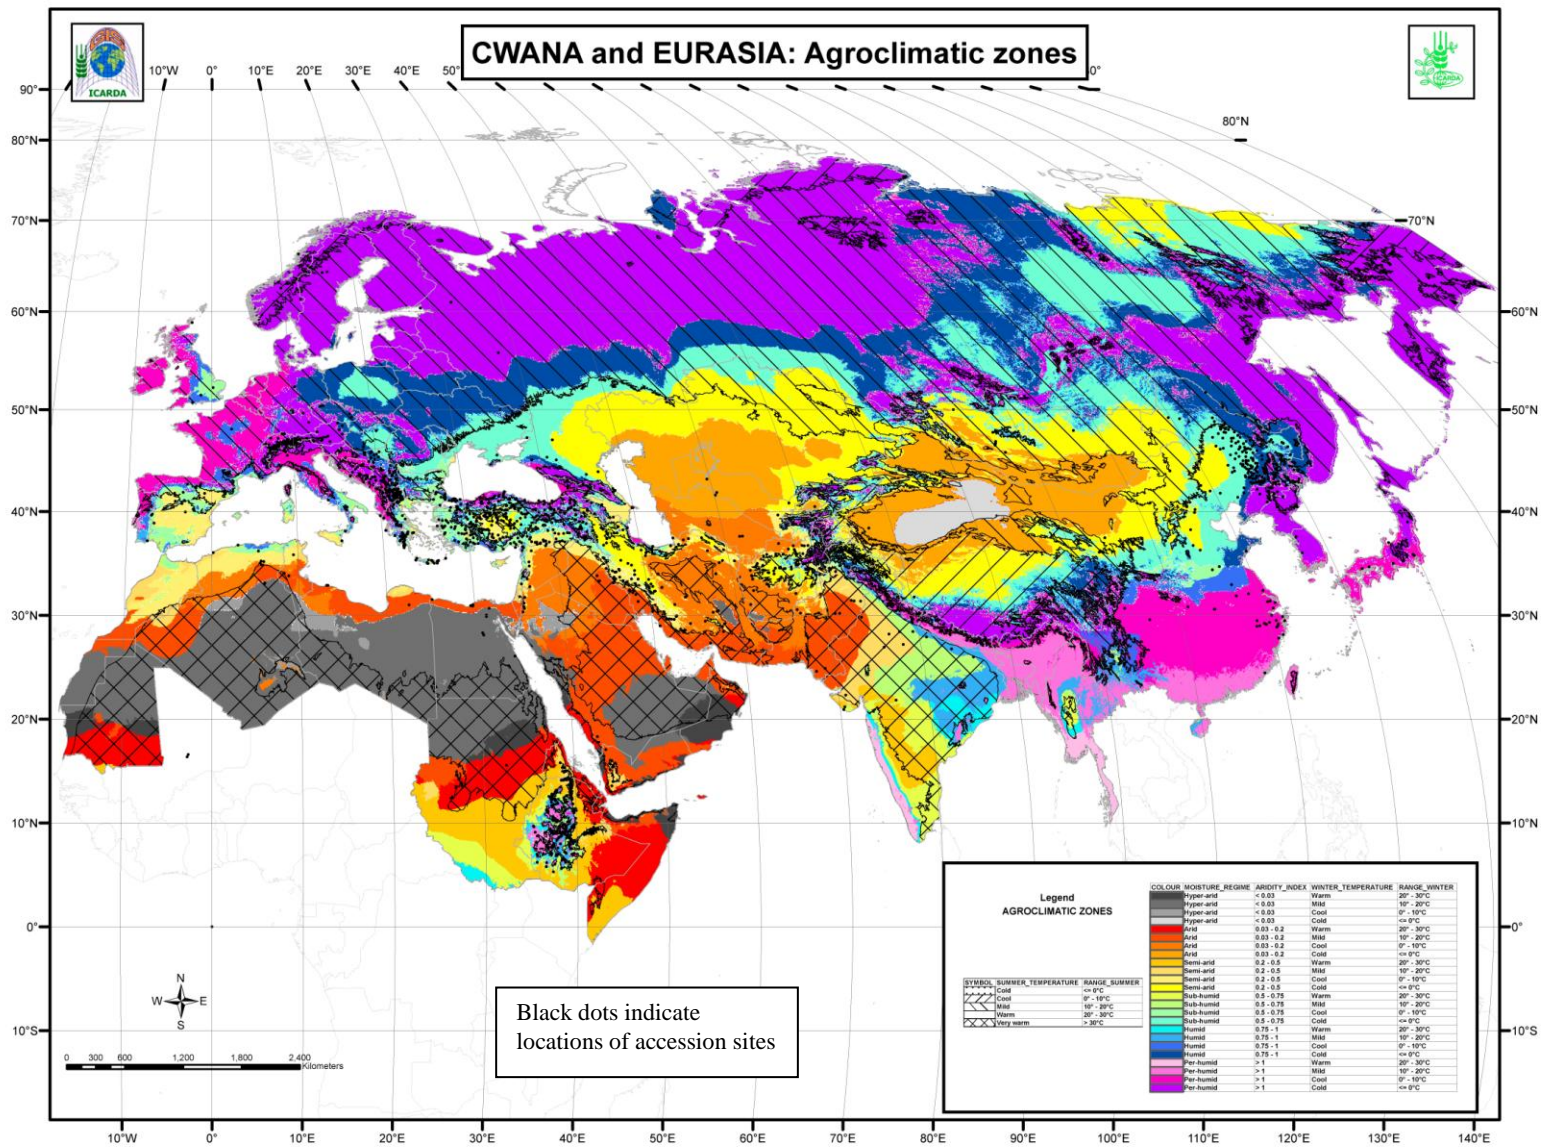 CWANA and EURASIA: Agroclimatic zones
ICARDA
ICARDA
10°W 0° 10°E 20°E 30°E 40°E 50°
90°
80°N 80°N
70°N 70°N
60°N 60°N
50°N 50°N
40°N 40°N
30°N 30°N
20°N 20°N
10°N 10°N
0° 0°
10°S 10°S
N
W E
S
0 300 600 1,200 1,800 2,400
Kilometers
Black dots indicate
locations of accession sites
Legend
AGROCLIMATIC ZONES
SYMBOL SUMMER_TEMPERATURE RANGE_SUMMER
Cold <= 0°C
Cool 0° - 10°C
Mild 10° - 20°C
Warm 20° - 30°C
Very warm > 30°C
COLOUR MOISTURE_REGIME ARIDITY_INDEX WINTER_TEMPERATURE RANGE_WINTER
Hyper-arid < 0.03 Warm 20° - 30°C
Hyper-arid < 0.03 Mild 10° - 20°C
Hyper-arid < 0.03 Cool 0° - 10°C
Hyper-arid < 0.03 Cold <= 0°C
Arid 0.03 - 0.2 Warm 20° - 30°C
Arid 0.03 - 0.2 Mild 10° - 20°C
Arid 0.03 - 0.2 Cool 0° - 10°C
Arid 0.03 - 0.2 Cold <= 0°C
Semi-arid 0.2 - 0.5 Warm 20° - 30°C
Semi-arid 0.2 - 0.5 Mild 10° - 20°C
Semi-arid 0.2 - 0.5 Cool 0° - 10°C
Semi-arid 0.2 - 0.5 Cold <= 0°C
Sub-humid 0.5 - 0.75 Warm 20° - 30°C
Sub-humid 0.5 - 0.75 Mild 10° - 20°C
Sub-humid 0.5 - 0.75 Cool 0° - 10°C
Sub-humid 0.5 - 0.75 Cold <= 0°C
Humid 0.75 - 1 Warm 20° - 30°C
Humid 0.75 - 1 Mild 10° - 20°C
Humid 0.75 - 1 Cool 0° - 10°C
Humid 0.75 - 1 Cold <= 0°C
Per-humid > 1 Warm 20° - 30°C
Per-humid > 1 Mild 10° - 20°C
Per-humid > 1 Cool 0° - 10°C
Per-humid > 1 Cold <= 0°C
10°W 0° 10°E 20°E 30°E 40°E 50°E 60°E 70°E 80°E 90°E 100°E 110°E 120°E 130°E 140°E